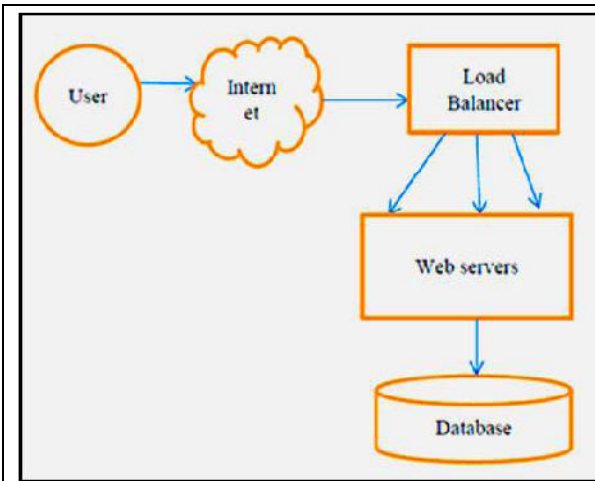 User
Intern
et
Load
Balancer
Web servers
Database